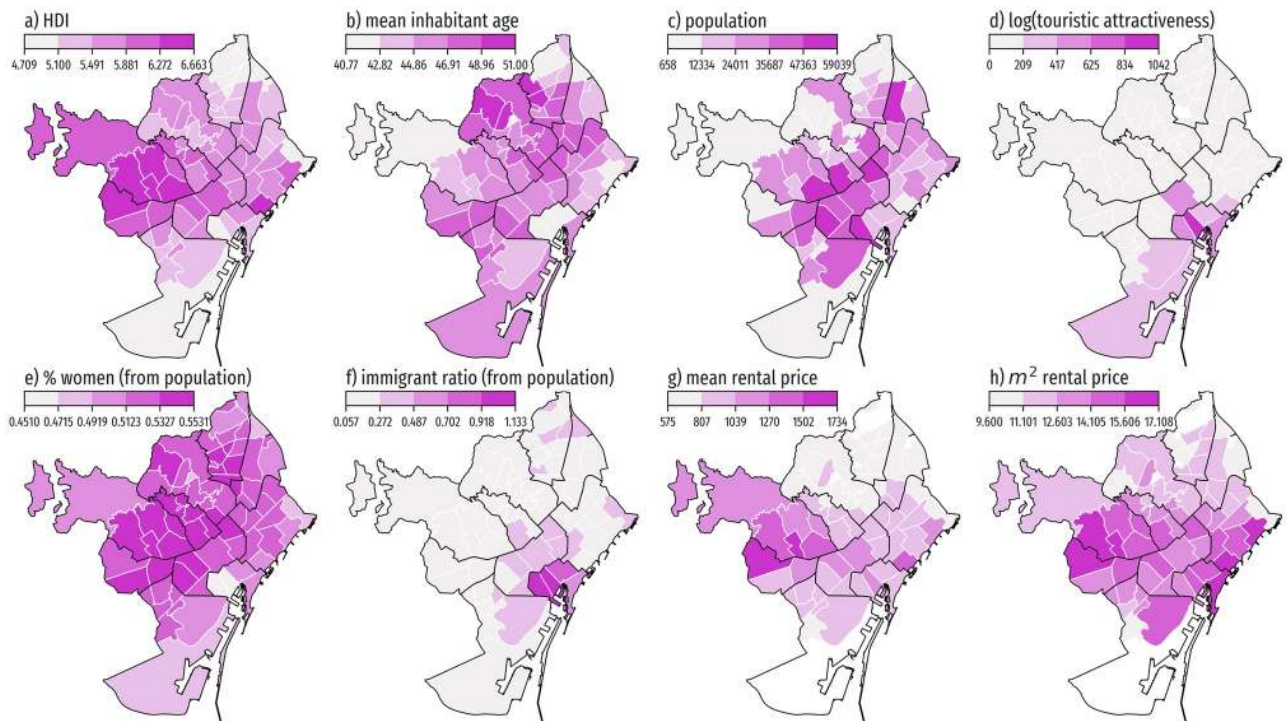 a) HDI
4.709 5.100 5.491 5.881 6.272 6.663
b) mean inhabitant age
40.77 42.82 44.86 46.91 48.96 51.00
c) population
658 12334 24011 35687 47363 59039
d) log(touristic attractiveness)
0 209 417 625 834 1042
e) % women (from population)
0.4510 0.4715 0.4919 0.5123 0.5327 0.5531
f) immigrant ratio (from population)
0.057 0.272 0.487 0.702 0.918 1.133
g) mean rental price
575 807 1039 1270 1502 1734
h) m² rental price
9.600 11.101 12.603 14.105 15.606 17.108